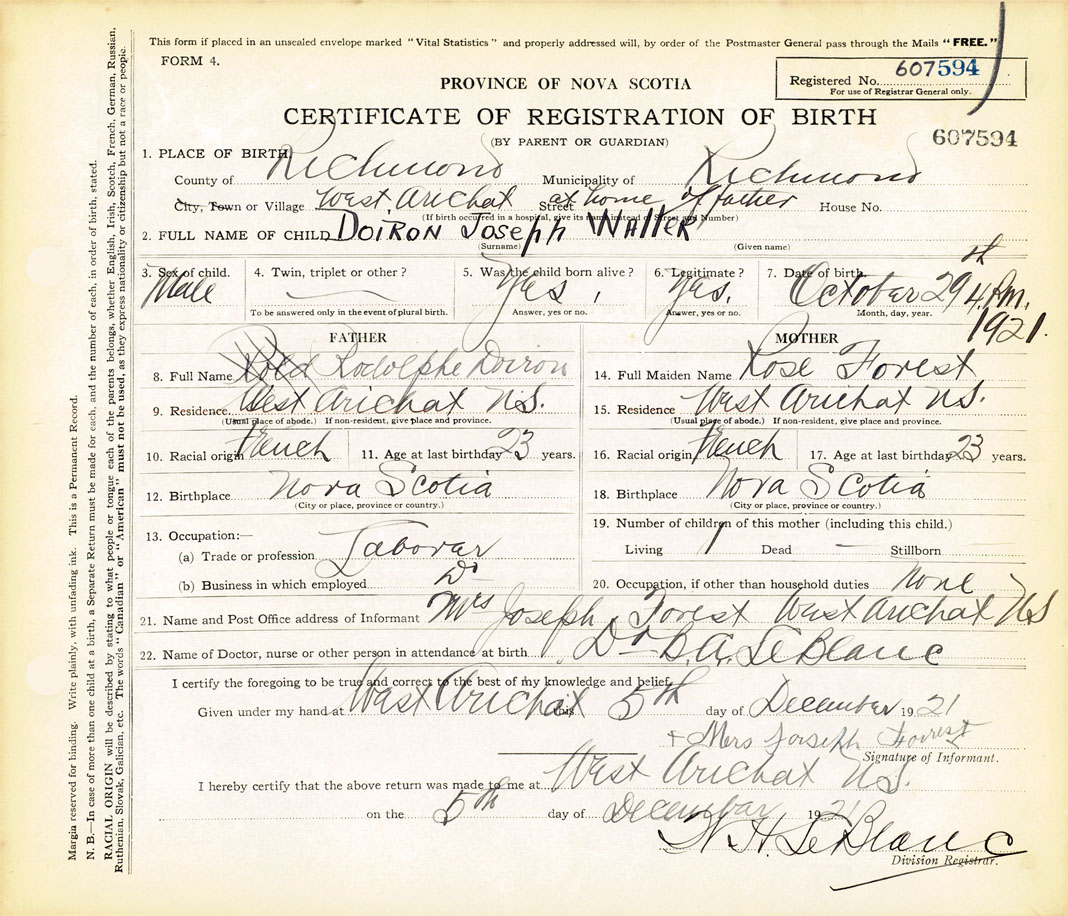 This form if placed in an unsealed envelope marked "Vital Statistics" and properly addressed will, by order of the Postmaster General pass through the Mails "FREE."
FORM 4.
Registered No. 607594
For use of Registrar General only.
PROVINCE OF NOVA SCOTIA
CERTIFICATE OF REGISTRATION OF BIRTH
607594
(BY PARENT OR GUARDIAN)
1. PLACE OF BIRTH,
County of Richmond Municipality of Richmond
City, Town or Village West Arichat Street at home of father House No.
(If birth occurred in a hospital, give its name instead of Street and Number)
2. FULL NAME OF CHILD DOIRON Joseph Walter
(Surname) (Given name)
3. Sex of child. 4. Twin, triplet or other? 5. Was the child born alive? 6. Legitimate? 7. Date of birth.
Male — Yes, Yes. October 29th 4 P.M. 1921.
To be answered only in the event of plural birth. Answer, yes or no. Answer, yes or no. Month, day, year.
FATHER
8. Full Name Rodolphe Doiron
9. Residence West Arichat N.S.
(Usual place of abode.) If non-resident, give place and province.
10. Racial origin French 11. Age at last birthday 23 years.
12. Birthplace Nova Scotia
(City or place, province or country.)
13. Occupation:—
(a) Trade or profession Laborar
(b) Business in which employed Do
MOTHER
14. Full Maiden Name Rose Forest
15. Residence West Arichat N.S.
(Usual place of abode.) If non-resident, give place and province.
16. Racial origin French 17. Age at last birthday 23 years.
18. Birthplace Nova Scotia
(City or place, province or country.)
19. Number of children of this mother (including this child.)
Living 1 Dead — Stillborn —
20. Occupation, if other than household duties None
21. Name and Post Office address of Informant Mrs Joseph Forest West Arichat N S
22. Name of Doctor, nurse or other person in attendance at birth Dr B. A. LeBlanc
I certify the foregoing to be true and correct to the best of my knowledge and belief.
Given under my hand at West Arichat this 5th day of December 1921
+ Mrs Joseph Forrest
Signature of Informant.
I hereby certify that the above return was made to me at West Arichat N.S.
on the 5th day of December 1921
LeBlanc
Division Registrar.
Margin reserved for binding. Write plainly, with unfading ink. This is a Permanent Record.
N. B.—In case of more than one child at a birth, a Separate Return must be made for each, and the number of each, in order of birth, stated.
RACIAL ORIGIN will be described by stating to what people or tongue each of the parents belongs, whether English, Irish, Scotch, French, German, Russian,
Ruthenian, Slovak, Galician, etc. The words "Canadian" or "American" must not be used, as they express nationality or citizenship but not a race or people.